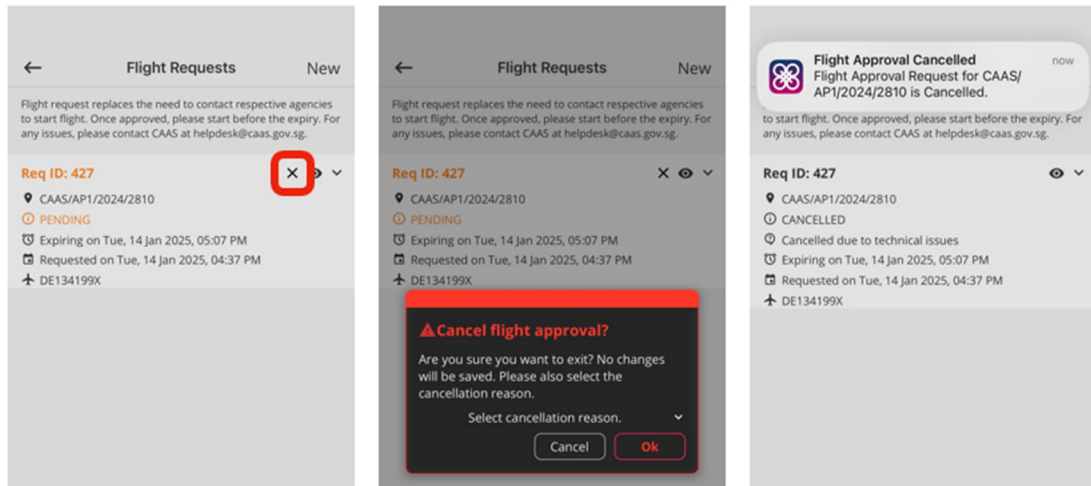 Flight Requests
New
Flight request replaces the need to contact respective agencies
to start flight. Once approved, please start before the expiry. For
any issues, please contact CAAS at helpdesk@caas.gov.sg.
Req ID: 427
CAAS/AP1/2024/2810
PENDING
Expiring on Tue, 14 Jan 2025, 05:07 PM
Requested on Tue, 14 Jan 2025, 04:37 PM
DE134199X
Flight Requests
New
Flight request replaces the need to contact respective agencies
to start flight. Once approved, please start before the expiry. For
any issues, please contact CAAS at helpdesk@caas.gov.sg.
Req ID: 427
CAAS/AP1/2024/2810
PENDING
Expiring on Tue, 14 Jan 2025, 05:07 PM
Requested on Tue, 14 Jan 2025, 04:37 PM
DE134199X
Cancel flight approval?
Are you sure you want to exit? No changes
will be saved. Please also select the
cancellation reason.
Select cancellation reason.
Cancel
Ok
Flight Approval Cancelled
now
Flight Approval Request for CAAS/
AP1/2024/2810 is Cancelled.
to start flight. Once approved, please start before the expiry. For
any issues, please contact CAAS at helpdesk@caas.gov.sg.
Req ID: 427
CAAS/AP1/2024/2810
CANCELLED
Cancelled due to technical issues
Expiring on Tue, 14 Jan 2025, 05:07 PM
Requested on Tue, 14 Jan 2025, 04:37 PM
DE134199X